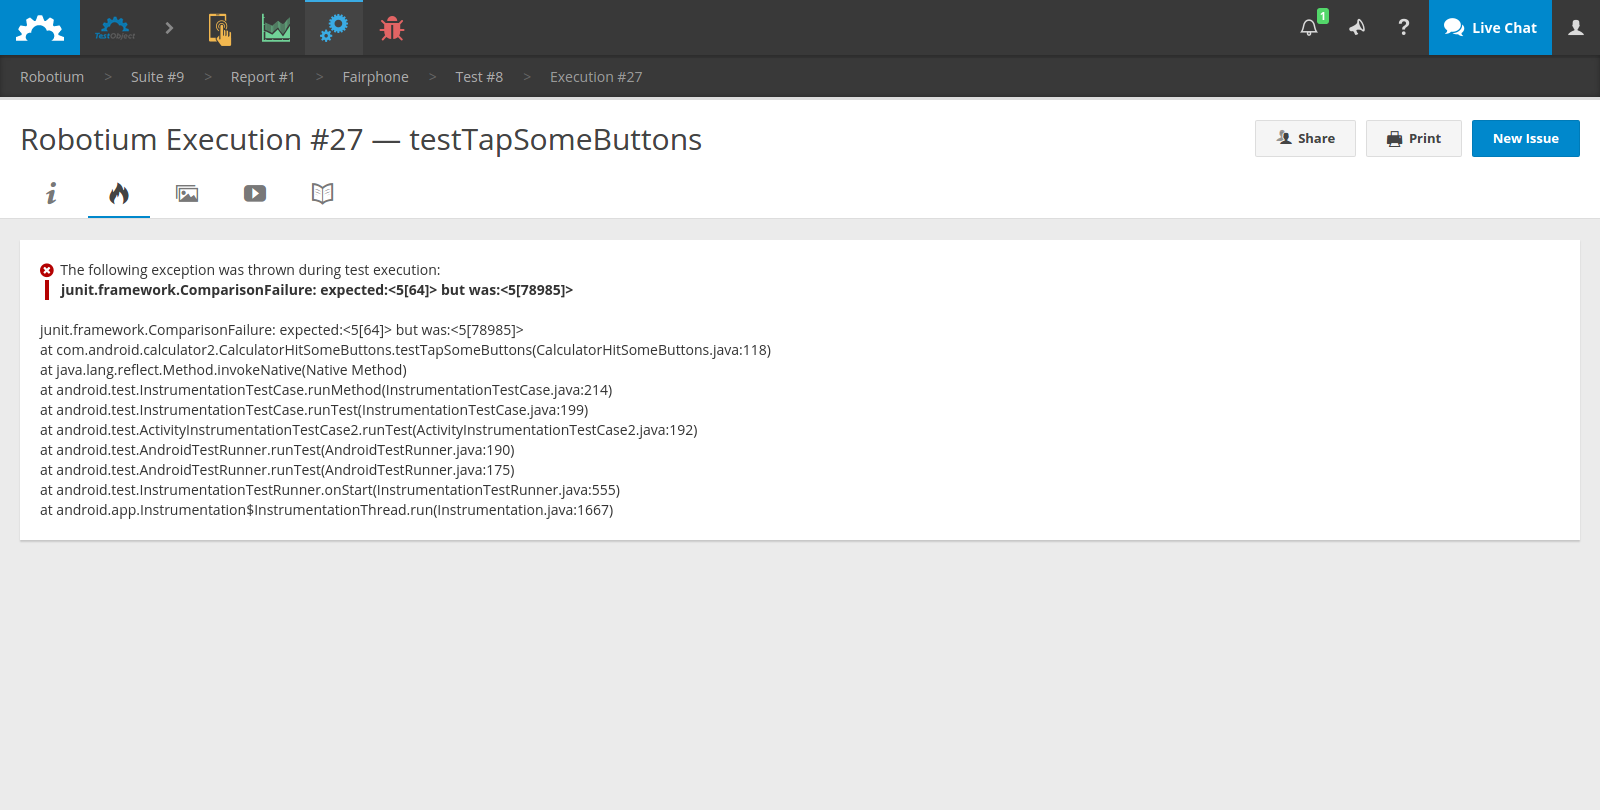 TestObject
1
?
Live Chat
Robotium > Suite #9 > Report #1 > Fairphone > Test #8 > Execution #27
Robotium Execution #27 — testTapSomeButtons
Share
Print
New Issue
The following exception was thrown during test execution:
junit.framework.ComparisonFailure: expected:<5[64]> but was:<5[78985]>
junit.framework.ComparisonFailure: expected:<5[64]> but was:<5[78985]>
at com.android.calculator2.CalculatorHitSomeButtons.testTapSomeButtons(CalculatorHitSomeButtons.java:118)
at java.lang.reflect.Method.invokeNative(Native Method)
at android.test.InstrumentationTestCase.runMethod(InstrumentationTestCase.java:214)
at android.test.InstrumentationTestCase.runTest(InstrumentationTestCase.java:199)
at android.test.ActivityInstrumentationTestCase2.runTest(ActivityInstrumentationTestCase2.java:192)
at android.test.AndroidTestRunner.runTest(AndroidTestRunner.java:190)
at android.test.AndroidTestRunner.runTest(AndroidTestRunner.java:175)
at android.test.InstrumentationTestRunner.onStart(InstrumentationTestRunner.java:555)
at android.app.Instrumentation$InstrumentationThread.run(Instrumentation.java:1667)